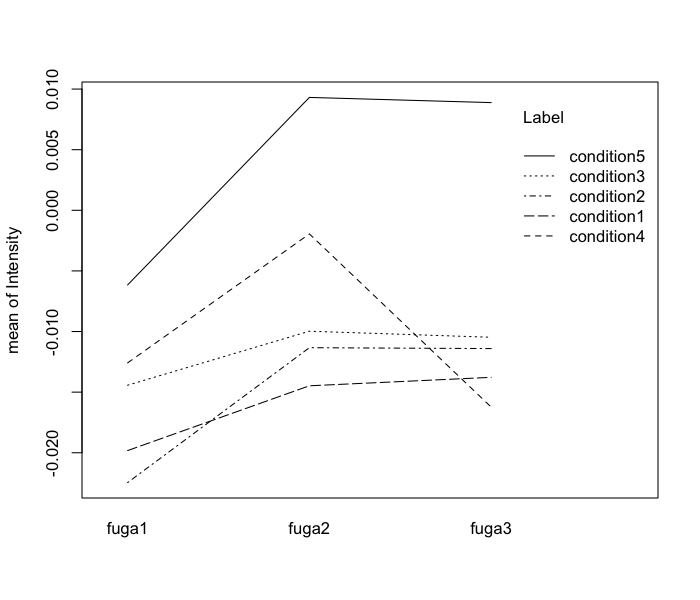 mean of Intensity
0.010
0.005
0.000
-0.010
-0.020
fuga1
fuga2
fuga3
Label
condition5
condition3
condition2
condition1
condition4